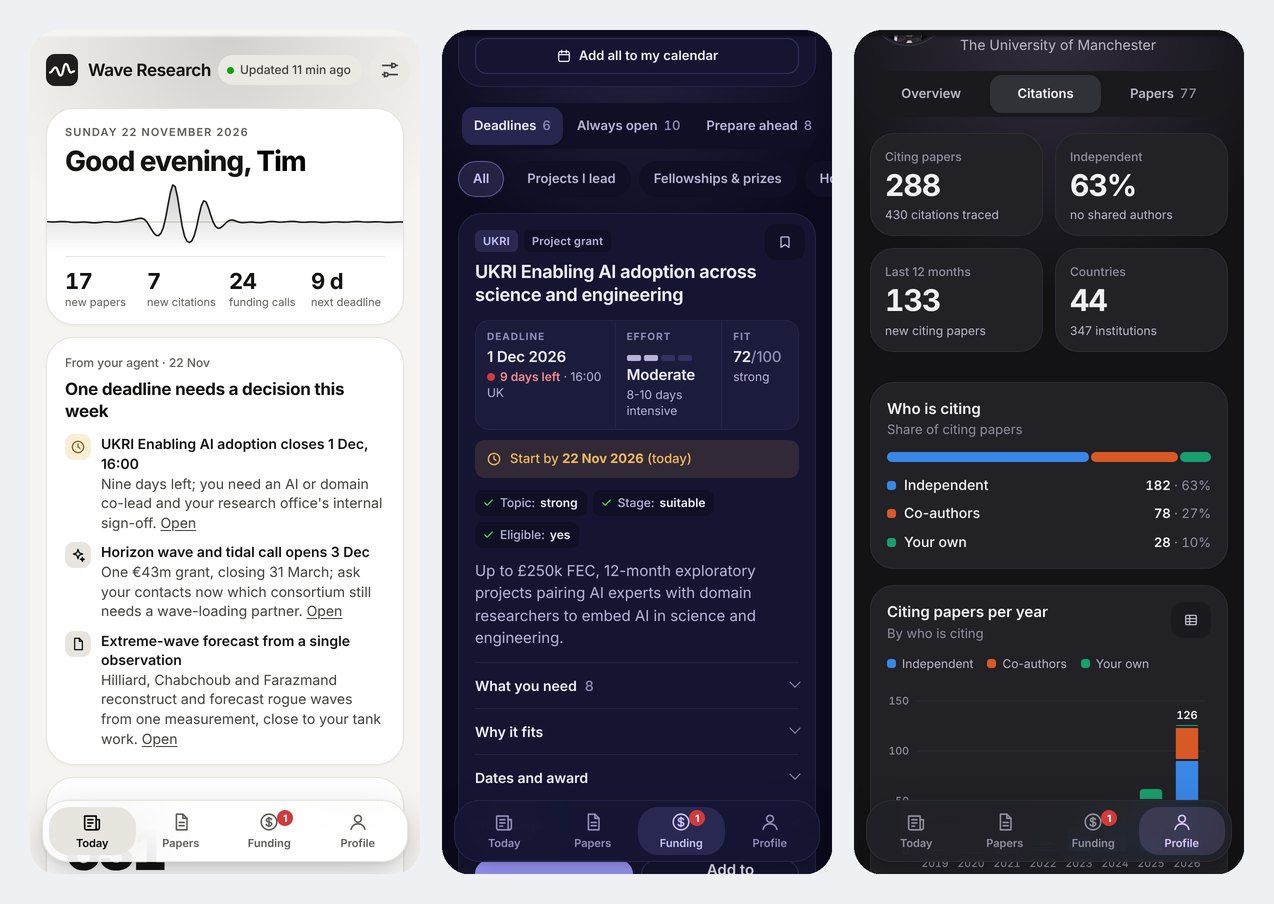 Wave Research
Updated 11 min ago
SUNDAY 22 NOVEMBER 2026
Good evening, Tim
17
new papers
7
new citations
24
funding calls
9 d
next deadline
From your agent · 22 Nov
One deadline needs a decision this
week
UKRI Enabling AI adoption closes 1 Dec,
16:00
Nine days left; you need an AI or domain
co-lead and your research office's internal
sign-off. Open
Horizon wave and tidal call opens 3 Dec
One €43m grant, closing 31 March; ask
your contacts now which consortium still
needs a wave-loading partner. Open
Extreme-wave forecast from a single
observation
Hilliard, Chabchoub and Farazmand
reconstruct and forecast rogue waves
from one measurement, close to your tank
work. Open
Today
Papers
1
Funding
Profile
Add all to my calendar
Deadlines 6
Always open 10
Prepare ahead 8
All
Projects I lead
Fellowships & prizes
UKRI
Project grant
UKRI Enabling AI adoption across
science and engineering
DEADLINE
1 Dec 2026
9 days left · 16:00
UK
EFFORT
Moderate
8-10 days
intensive
FIT
72/100
strong
Start by 22 Nov 2026 (today)
Topic: strong
Stage: suitable
Eligible: yes
Up to £250k FEC, 12-month exploratory
projects pairing AI experts with domain
researchers to embed AI in science and
engineering.
What you need 8
Why it fits
Dates and award
Today
Papers
1
Funding
Profile
Add to
The University of Manchester
Overview
Citations
Papers 77
Citing papers
288
430 citations traced
Independent
63%
no shared authors
Last 12 months
133
new citing papers
Countries
44
347 institutions
Who is citing
Share of citing papers
Independent
182 · 63%
Co-authors
78 · 27%
Your own
28 · 10%
Citing papers per year
By who is citing
Independent
Co-authors
Your own
150
126
100
Today
Papers
1
Funding
Profile
2019 2020 2021 2022 2023 2024 2025 2026